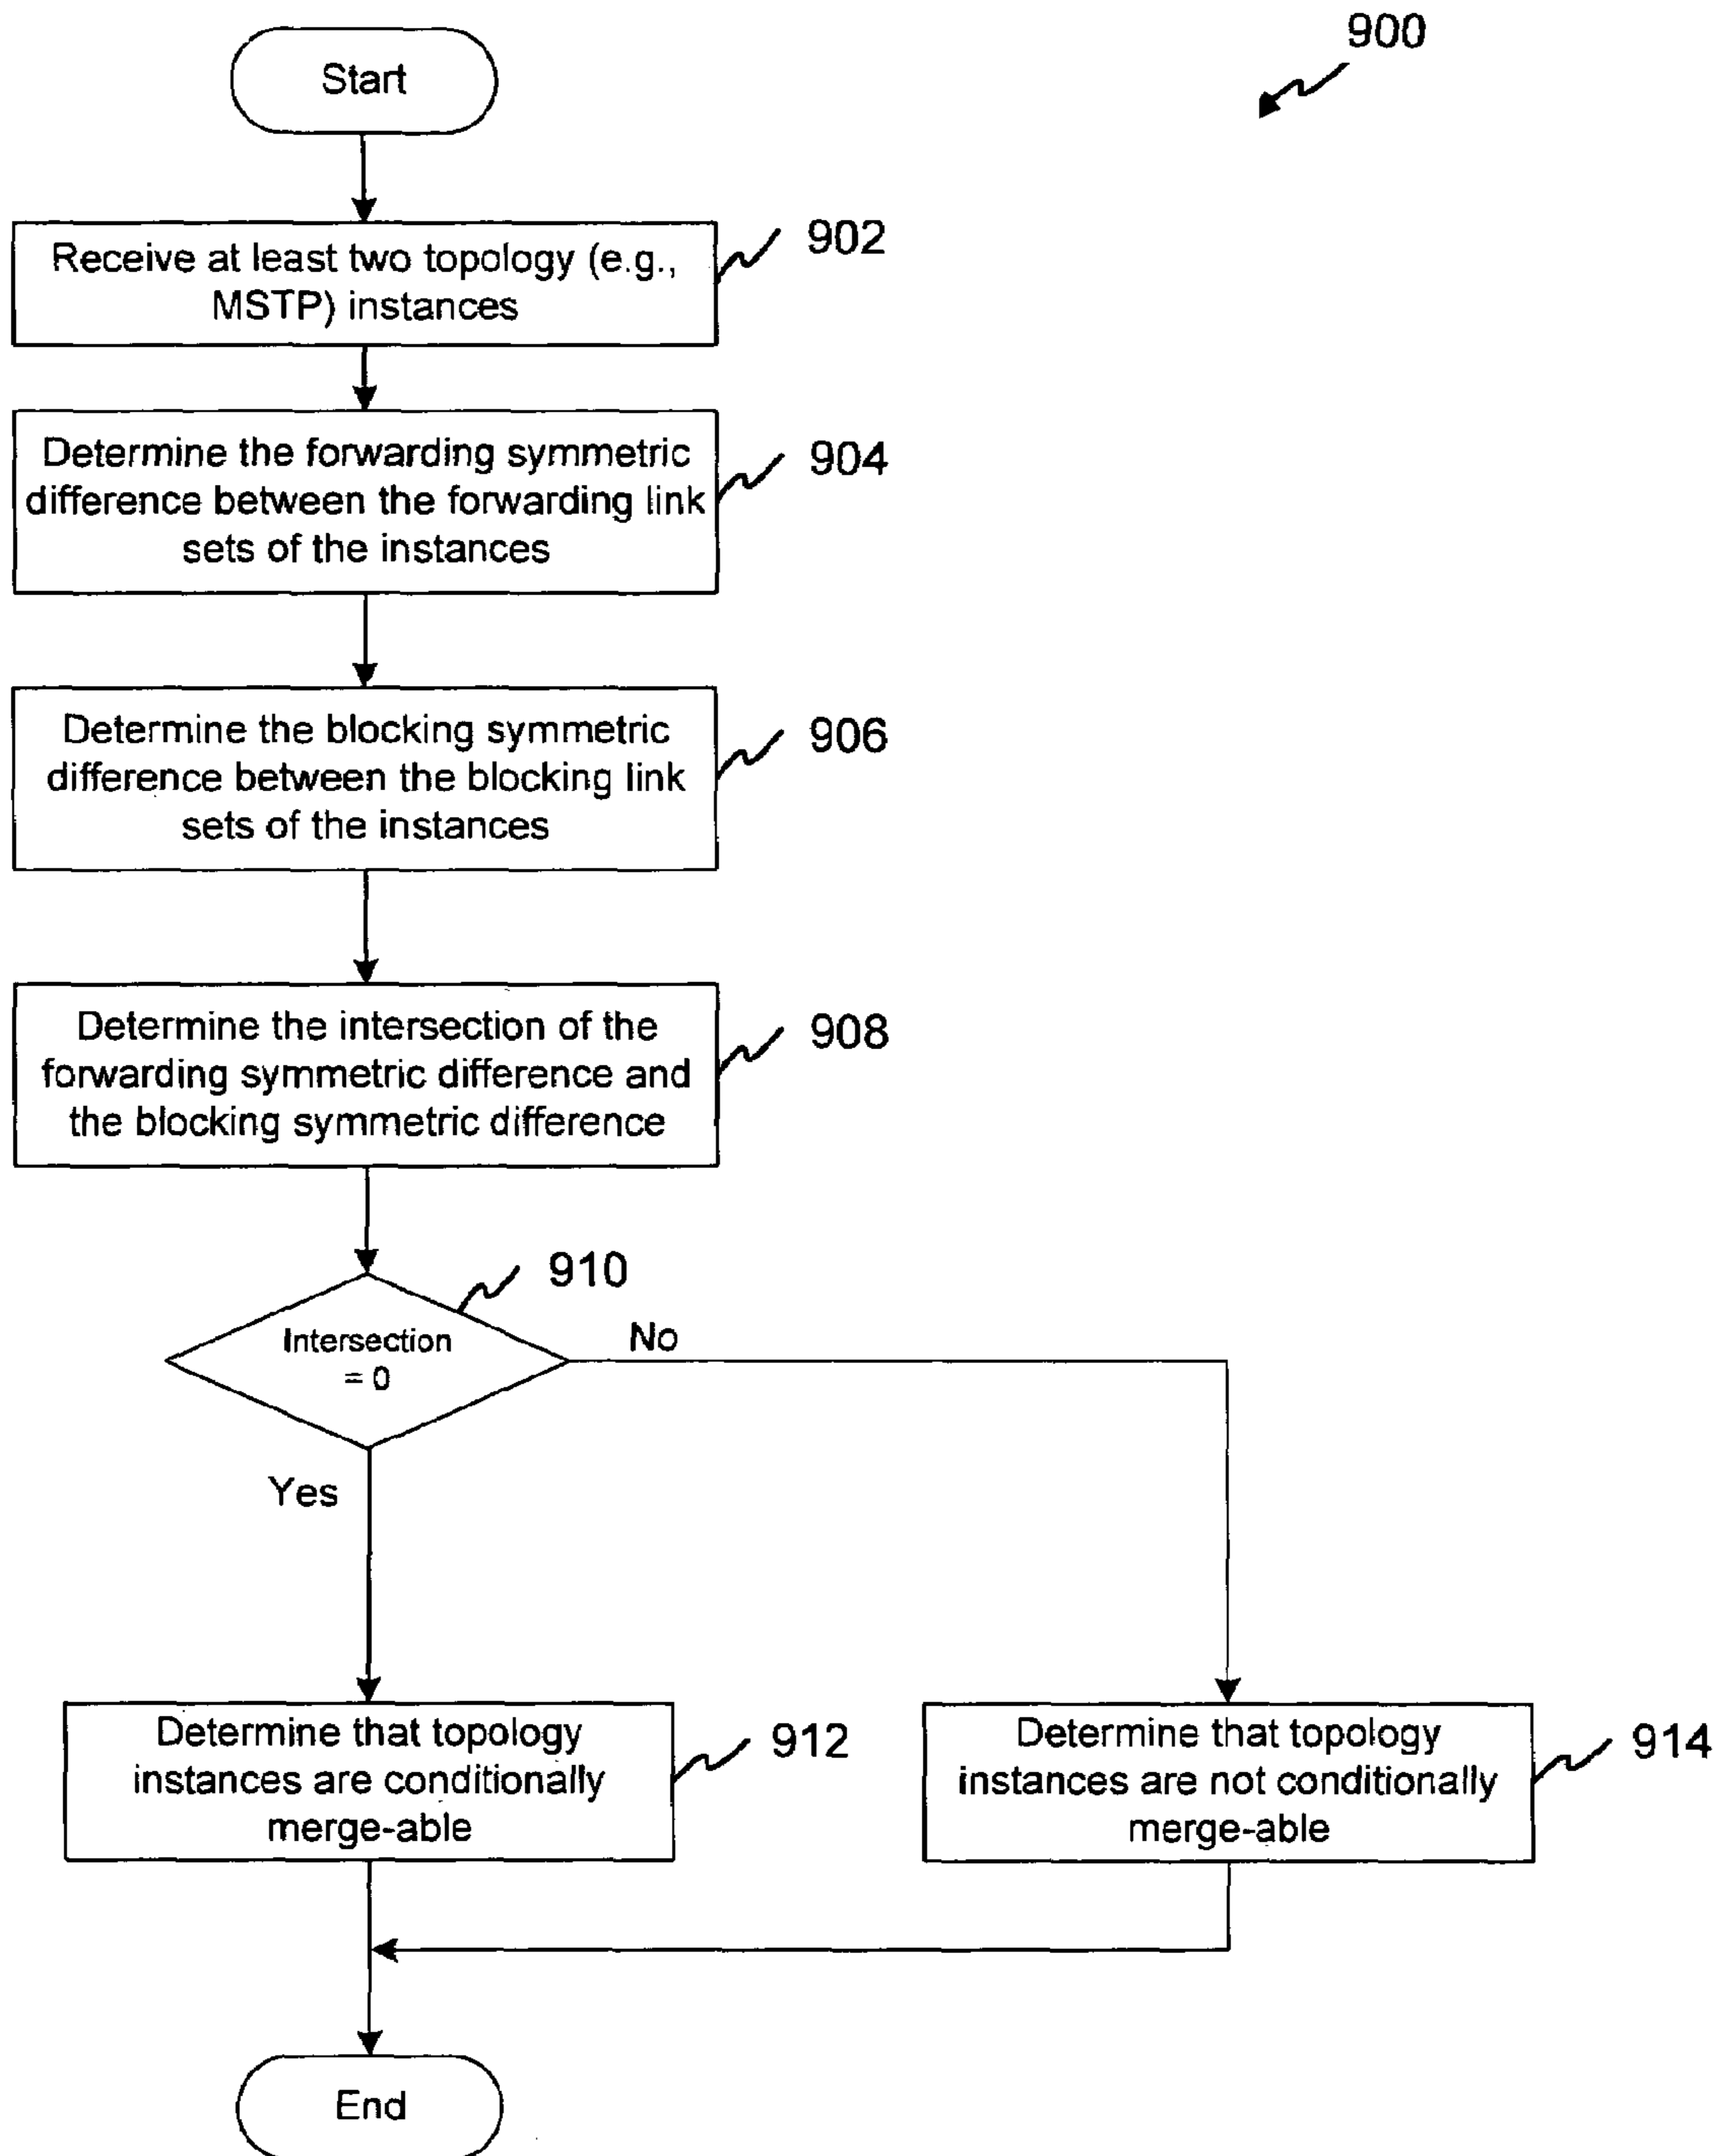 900
Start
Receive at least two topology (e.g.,
MSTP) instances
902
Determine the forwarding symmetric
difference between the forwarding link
sets of the instances
904
Determine the blocking symmetric
difference between the blocking link
sets of the instances
906
Determine the intersection of the
forwarding symmetric difference and
the blocking symmetric difference
908
910
Intersection
= 0
No
Yes
Determine that topology
instances are conditionally
merge-able
912
Determine that topology
instances are not conditionally
merge-able
914
End